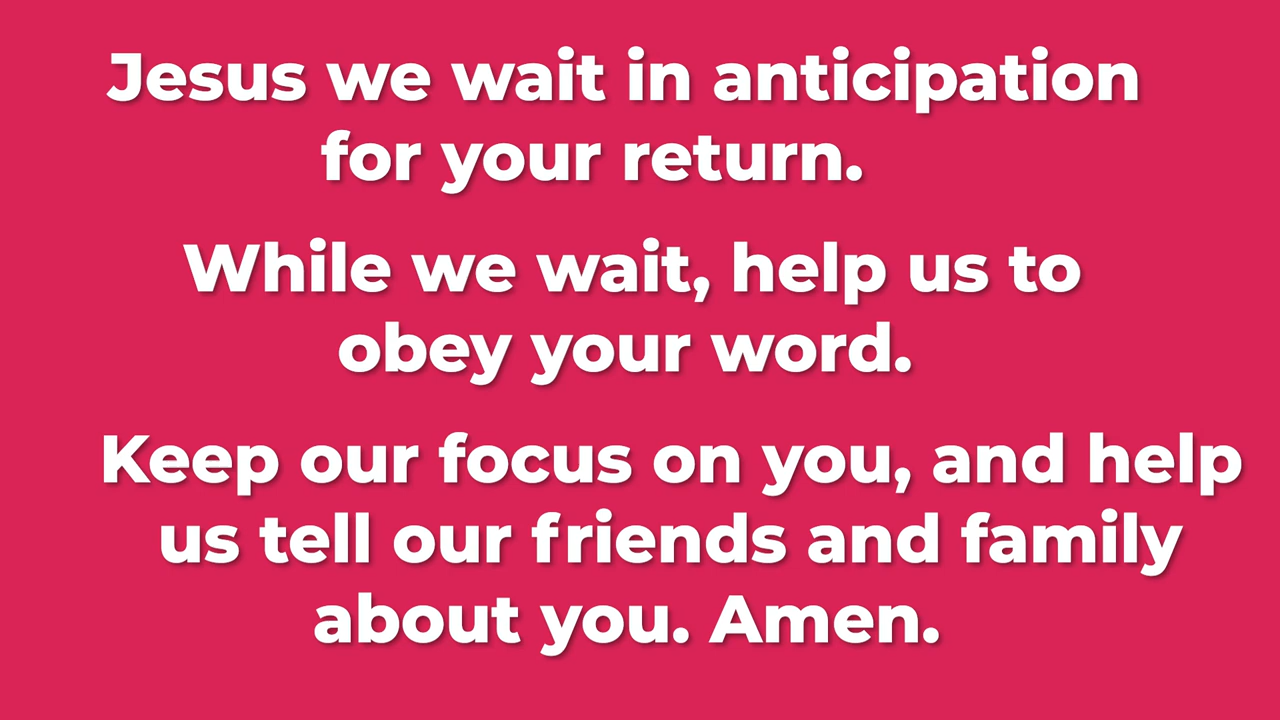 Jesus we wait in anticipation
for your return.
While we wait, help us to
obey your word.
Keep our focus on you, and help
us tell our friends and family
about you. Amen.